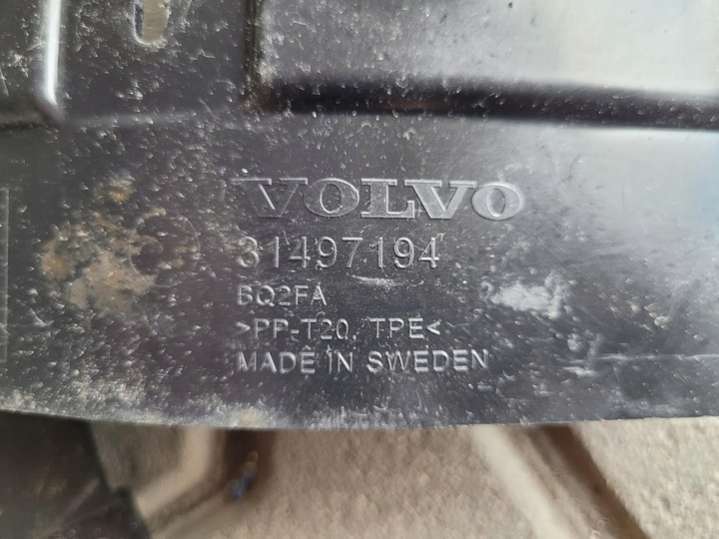 VOLVO
31497194
BQ2FA
>PP-T20, TPE<
MADE IN SWEDEN